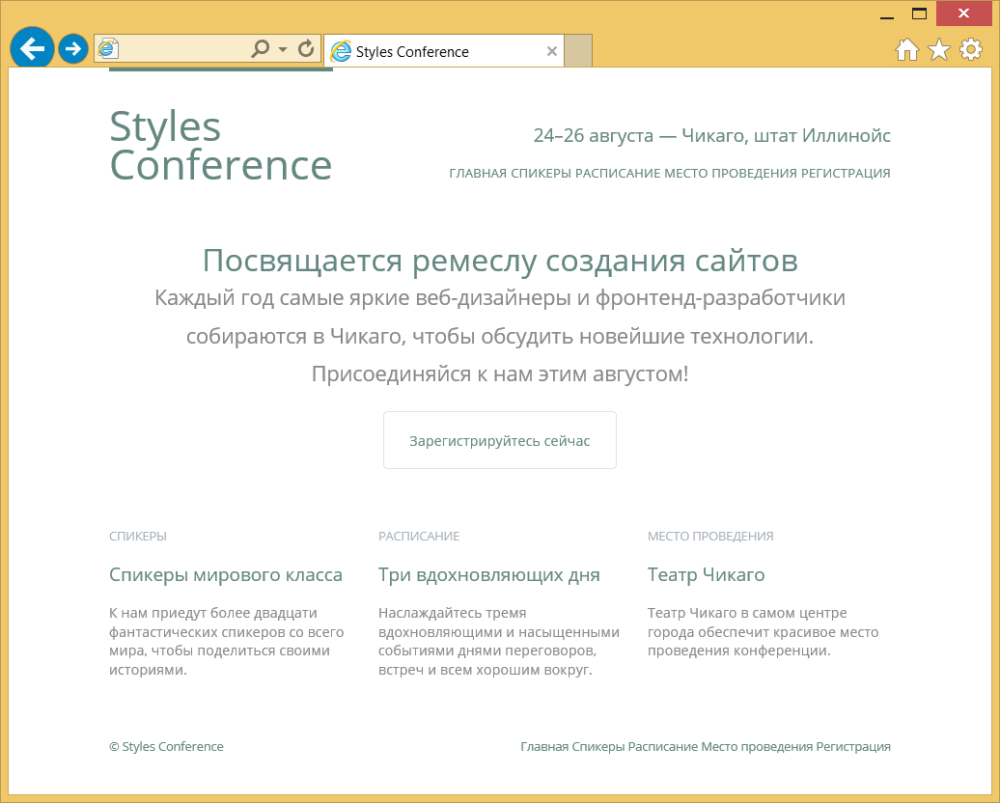 Styles Conference
Styles
Conference
24–26 августа — Чикаго, штат Иллинойс
ГЛАВНАЯ СПИКЕРЫ РАСПИСАНИЕ МЕСТО ПРОВЕДЕНИЯ РЕГИСТРАЦИЯ
Посвящается ремеслу создания сайтов
Каждый год самые яркие веб-дизайнеры и фронтенд-разработчики
собираются в Чикаго, чтобы обсудить новейшие технологии.
Присоединяйся к нам этим августом!
Зарегистрируйтесь сейчас
СПИКЕРЫ
Спикеры мирового класса
К нам приедут более двадцати
фантастических спикеров со всего
мира, чтобы поделиться своими
историями.
РАСПИСАНИЕ
Три вдохновляющих дня
Наслаждайтесь тремя
вдохновляющими и насыщенными
событиями днями переговоров,
встреч и всем хорошим вокруг.
МЕСТО ПРОВЕДЕНИЯ
Театр Чикаго
Театр Чикаго в самом центре
города обеспечит красивое место
проведения конференции.
© Styles Conference
Главная Спикеры Расписание Место проведения Регистрация